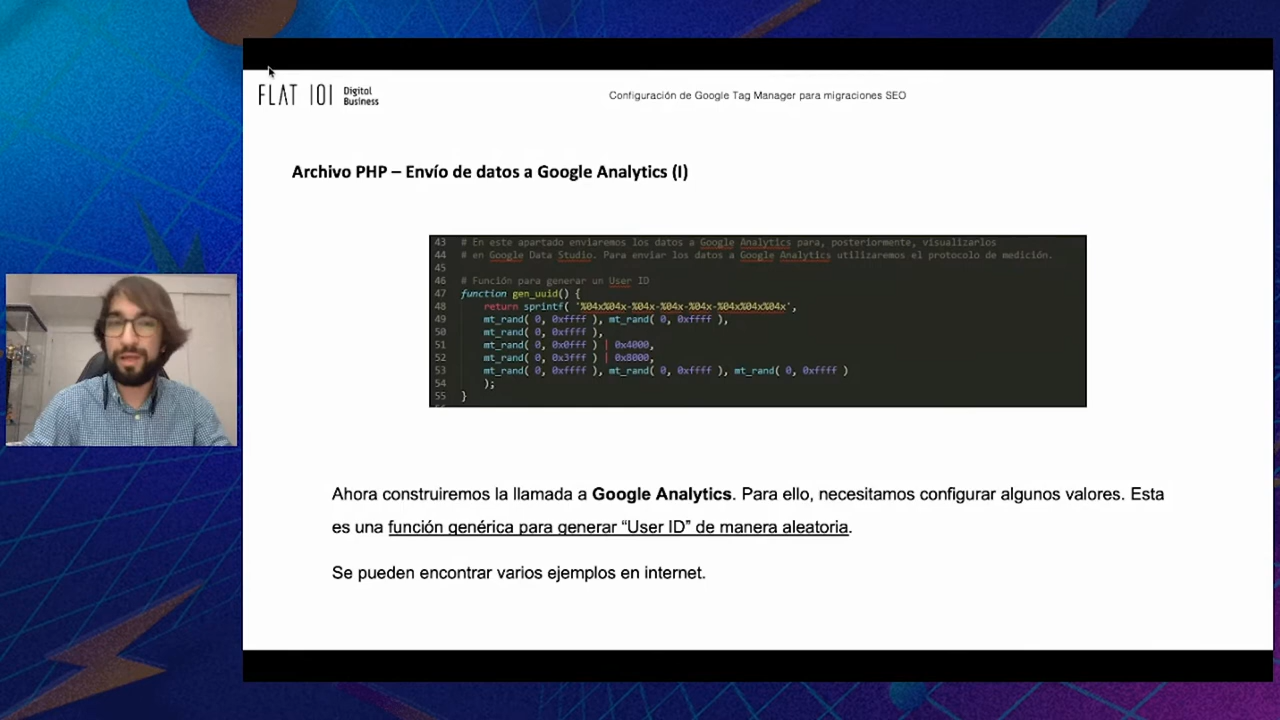 FLAT 101 Digital
Business
Configuración de Google Tag Manager para migraciones SEO
Archivo PHP – Envío de datos a Google Analytics (I)
43 # En este apartado enviaremos los datos a Google Analytics para, posteriormente, visualizarlos
44 # en Google Data Studio. Para enviar los datos a Google Analytics utilizaremos el protocolo de medición.
45
46 # Función para generar un User ID
47 function gen_uuid() {
48 return sprintf( '%04x%04x-%04x-%04x-%04x-%04x%04x%04x',
49 mt_rand( 0, 0xffff ), mt_rand( 0, 0xffff ),
50 mt_rand( 0, 0xffff ),
51 mt_rand( 0, 0x0fff ) | 0x4000,
52 mt_rand( 0, 0x3fff ) | 0x8000,
53 mt_rand( 0, 0xffff ), mt_rand( 0, 0xffff ), mt_rand( 0, 0xffff )
54 );
55 }
Ahora construiremos la llamada a Google Analytics. Para ello, necesitamos configurar algunos valores. Esta
es una función genérica para generar “User ID” de manera aleatoria.
Se pueden encontrar varios ejemplos en internet.